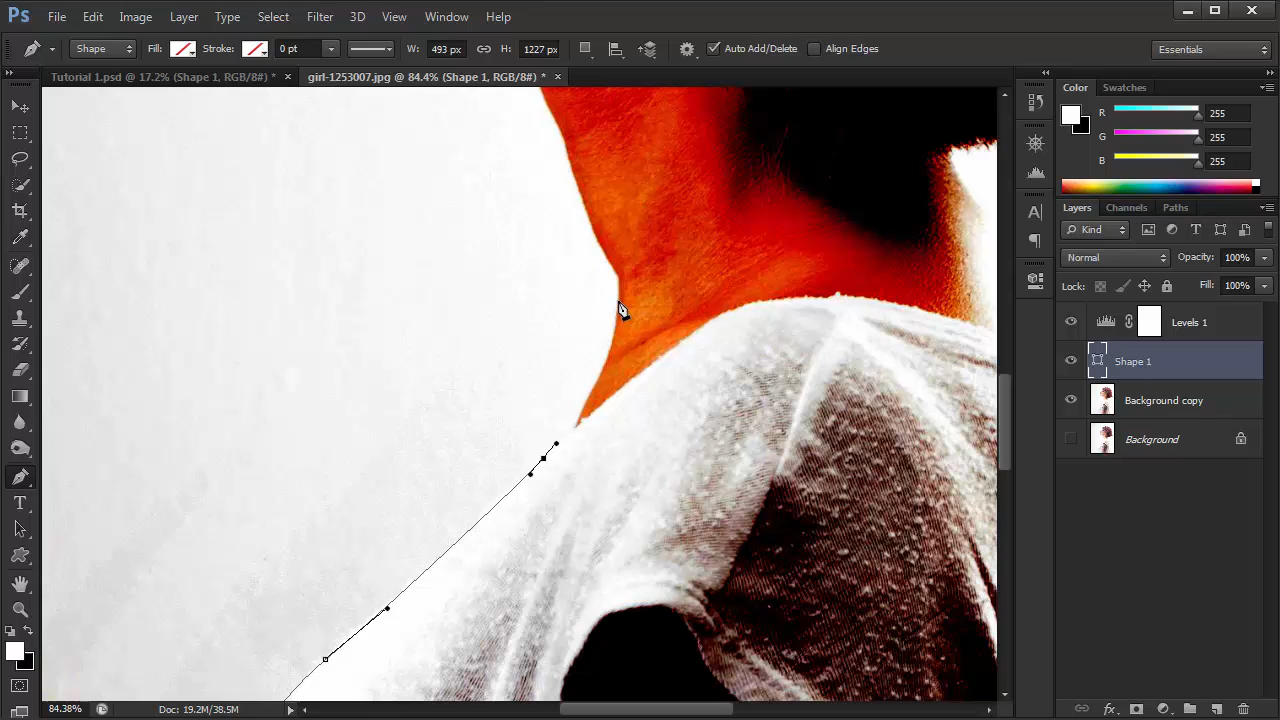 Ps File Edit Image Layer Type Select Filter 3D View Window Help
Shape Fill: Stroke: 0 pt W: 493 px H: 1227 px Auto Add/Delete Align Edges Essentials
Tutorial 1.psd @ 17.2% (Shape 1, RGB/8#) * × girl-1253007.jpg @ 84.4% (Shape 1, RGB/8#) * ×
Color Swatches
R 255
G 255
B 255
Layers Channels Paths
Kind
Normal Opacity: 100%
Lock: Fill: 100%
Levels 1
Shape 1
Background copy
Background
84.38% Doc: 19.2M/38.5M